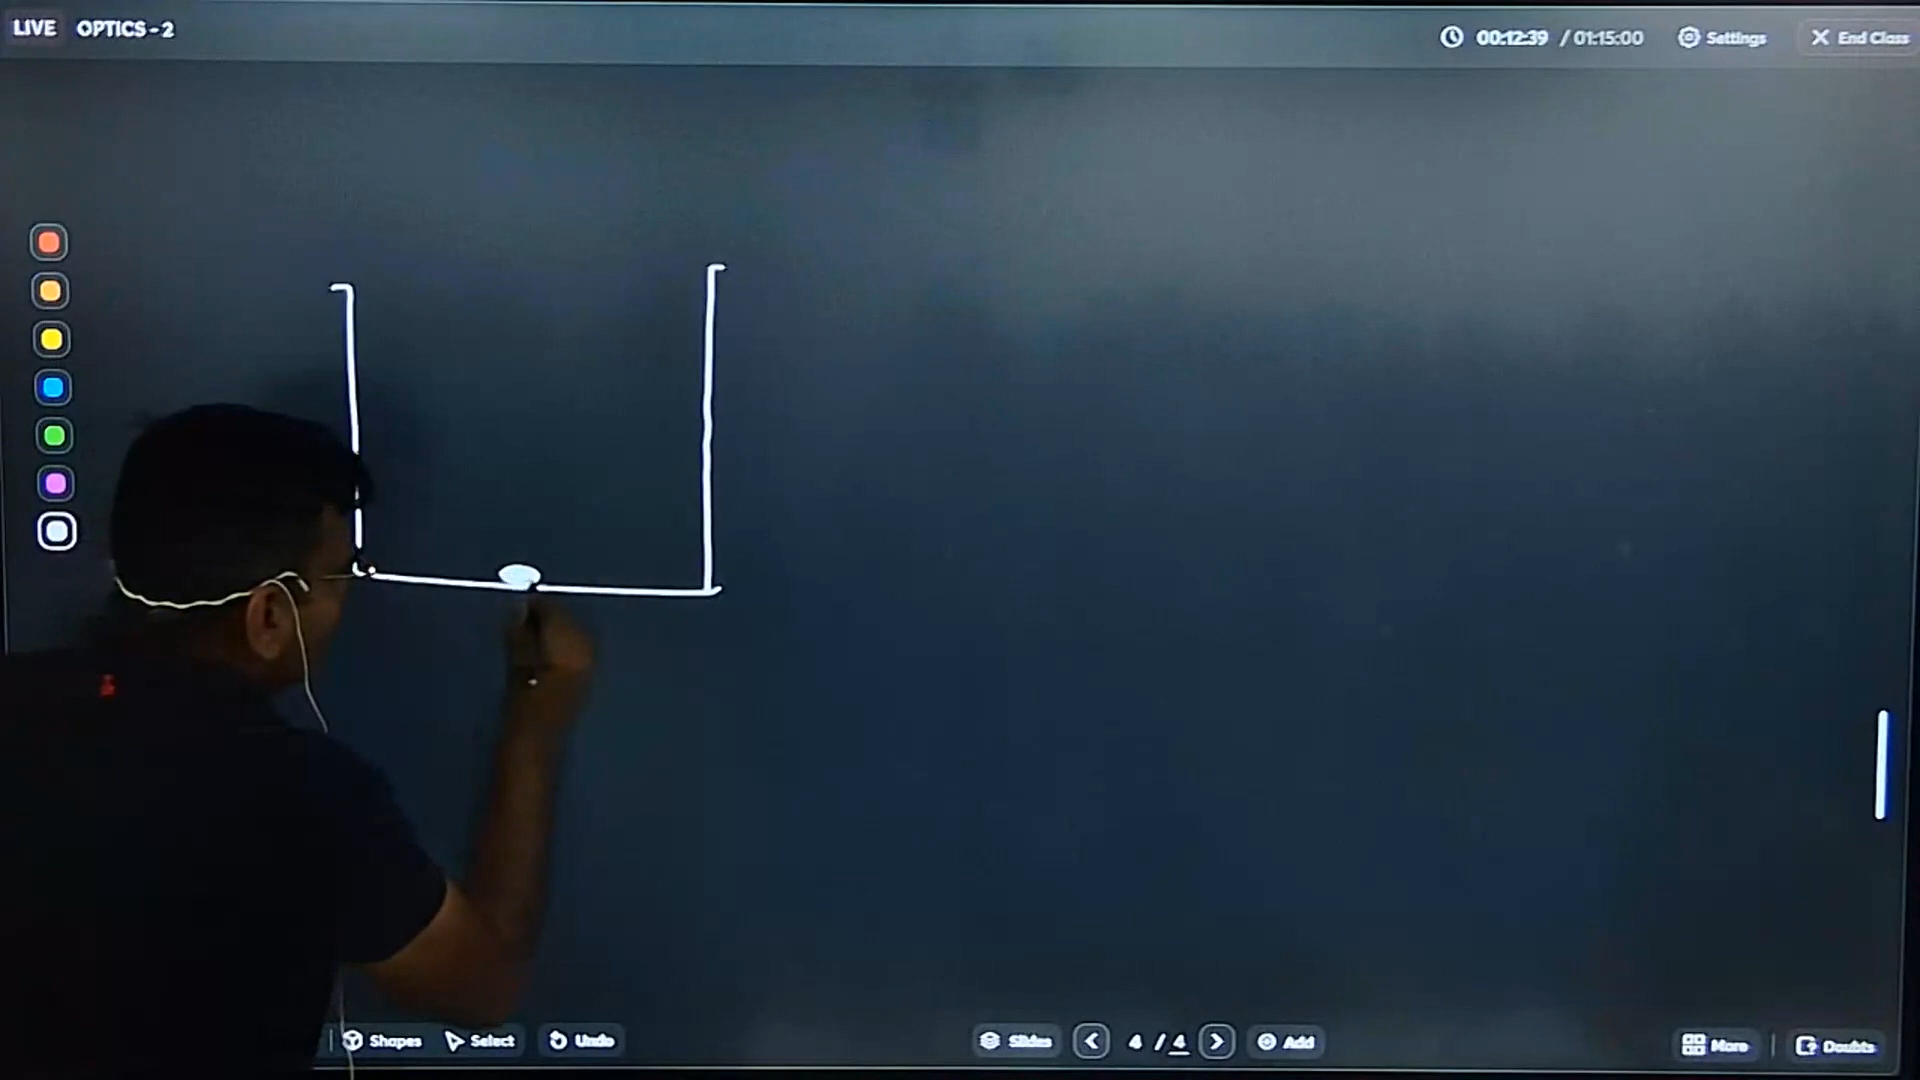 LIVE OPTICS - 2
00:12:39 / 01:15:00 Settings End Class
Shapes Select Undo Slides 4 / 4 Add More Doubts